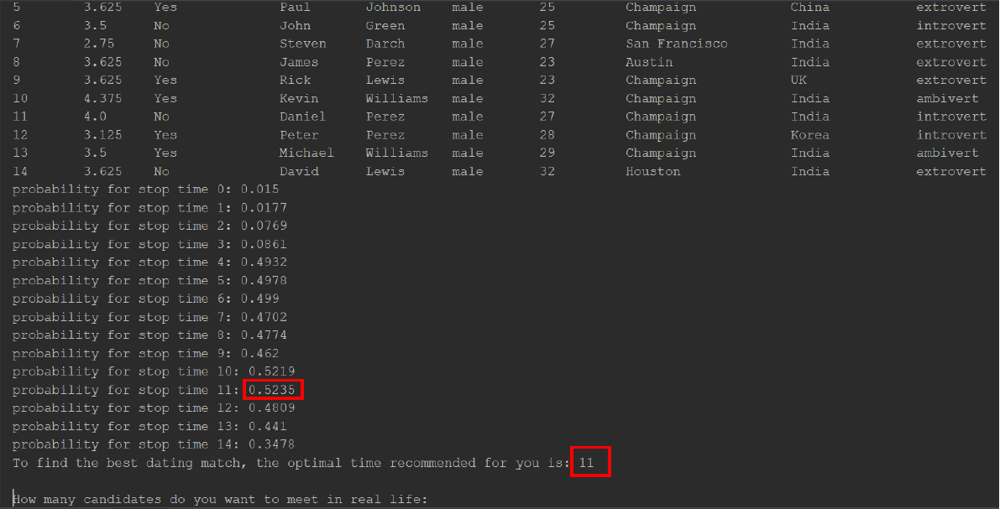 5 3.625 Yes Paul Johnson male 25 Champaign China extrovert
6 3.5 No John Green male 25 Champaign India introvert
7 2.75 No Steven Darch male 27 San Francisco India extrovert
8 3.625 No James Perez male 23 Austin India extrovert
9 3.625 Yes Rick Lewis male 23 Champaign UK extrovert
10 4.375 Yes Kevin Williams male 32 Champaign India ambivert
11 4.0 No Daniel Perez male 27 Champaign India introvert
12 3.125 Yes Peter Perez male 28 Champaign Korea introvert
13 3.5 Yes Michael Williams male 29 Champaign India ambivert
14 3.625 No David Lewis male 32 Houston India extrovert
probability for stop time 0: 0.015
probability for stop time 1: 0.0177
probability for stop time 2: 0.0769
probability for stop time 3: 0.0861
probability for stop time 4: 0.4932
probability for stop time 5: 0.4978
probability for stop time 6: 0.499
probability for stop time 7: 0.4702
probability for stop time 8: 0.4774
probability for stop time 9: 0.462
probability for stop time 10: 0.5219
probability for stop time 11: 0.5235
probability for stop time 12: 0.4809
probability for stop time 13: 0.441
probability for stop time 14: 0.3478
To find the best dating match, the optimal time recommended for you is: 11
How many candidates do you want to meet in real life: